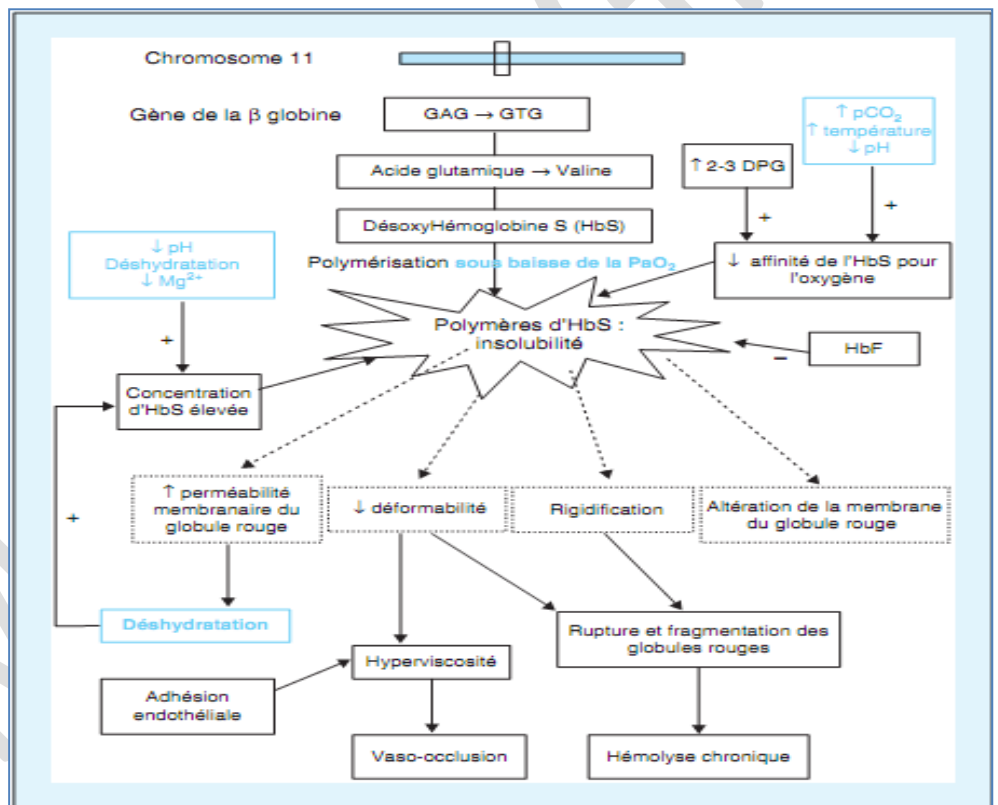 Chromosome 11
Gène de la β globine
GAG → GTG
↑ pCO₂
↑ température
↓ pH
Acide glutamique → Valine
↑ 2-3 DPG
DésoxyHémoglobine S (HbS)
+
+
↓ pH
Déshydratation
↓ Mg²⁺
Polymérisation sous baisse de la PaO₂
↓ affinité de l'HbS pour
l'oxygène
+
Polymères d'HbS :
insolubilité
–
HbF
Concentration
d'HbS élevée
+
↑ perméabilité
membranaire du
globule rouge
↓ déformabilité
Rigidification
Altération de la membrane
du globule rouge
Déshydratation
Rupture et fragmentation des
globules rouges
Hyperviscosité
Adhésion
endothéliale
Vaso-occlusion
Hémolyse chronique